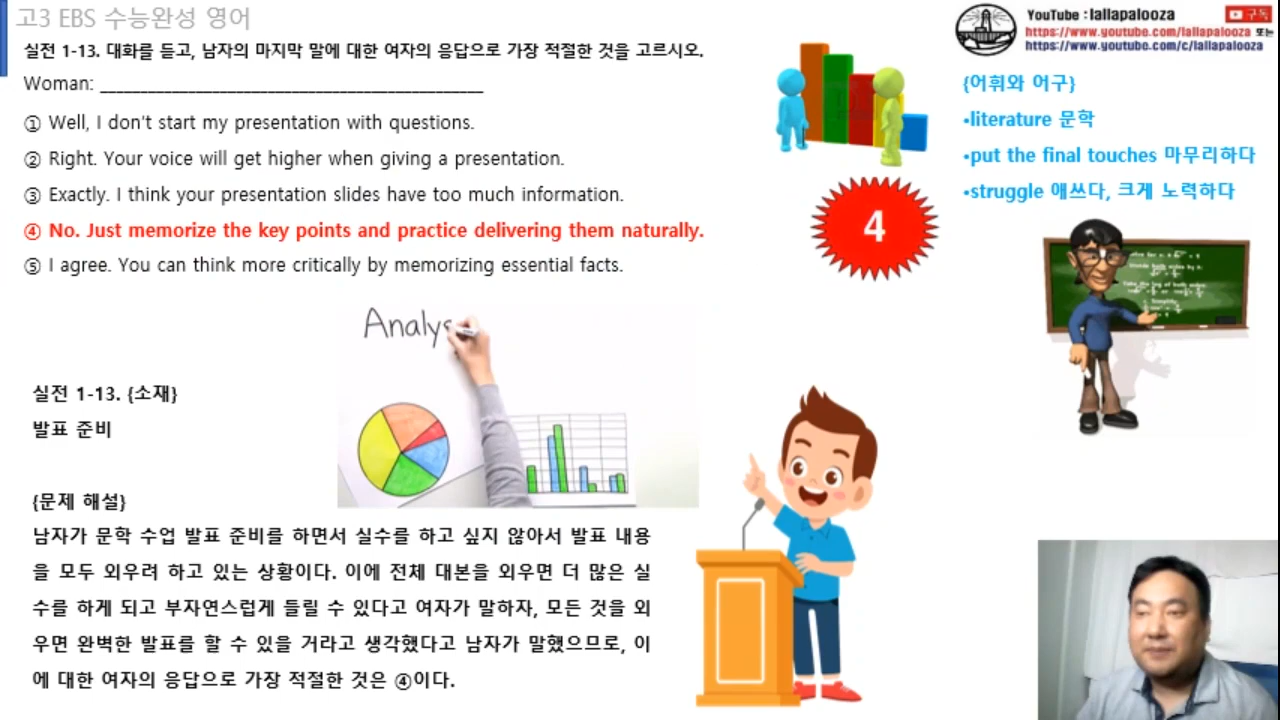 고3 EBS 수능완성 영어
실전 1-13. 대화를 듣고, 남자의 마지막 말에 대한 여자의 응답으로 가장 적절한 것을 고르시오.
Woman: ________________________________________________
① Well, I don't start my presentation with questions.
② Right. Your voice will get higher when giving a presentation.
③ Exactly. I think your presentation slides have too much information.
④ No. Just memorize the key points and practice delivering them naturally.
⑤ I agree. You can think more critically by memorizing essential facts.
4
YouTube : lallapalooza
구독
https://www.youtube.com/lallapalooza 또는
https://www.youtube.com/c/lallapalooza
{어휘와 어구}
•literature 문학
•put the final touches 마무리하다
•struggle 애쓰다, 크게 노력하다
Analys
실전 1-13. {소재}
발표 준비
{문제 해설}
남자가 문학 수업 발표 준비를 하면서 실수를 하고 싶지 않아서 발표 내용
을 모두 외우려 하고 있는 상황이다. 이에 전체 대본을 외우면 더 많은 실
수를 하게 되고 부자연스럽게 들릴 수 있다고 여자가 말하자, 모든 것을 외
우면 완벽한 발표를 할 수 있을 거라고 생각했다고 남자가 말했으므로, 이
에 대한 여자의 응답으로 가장 적절한 것은 ④이다.